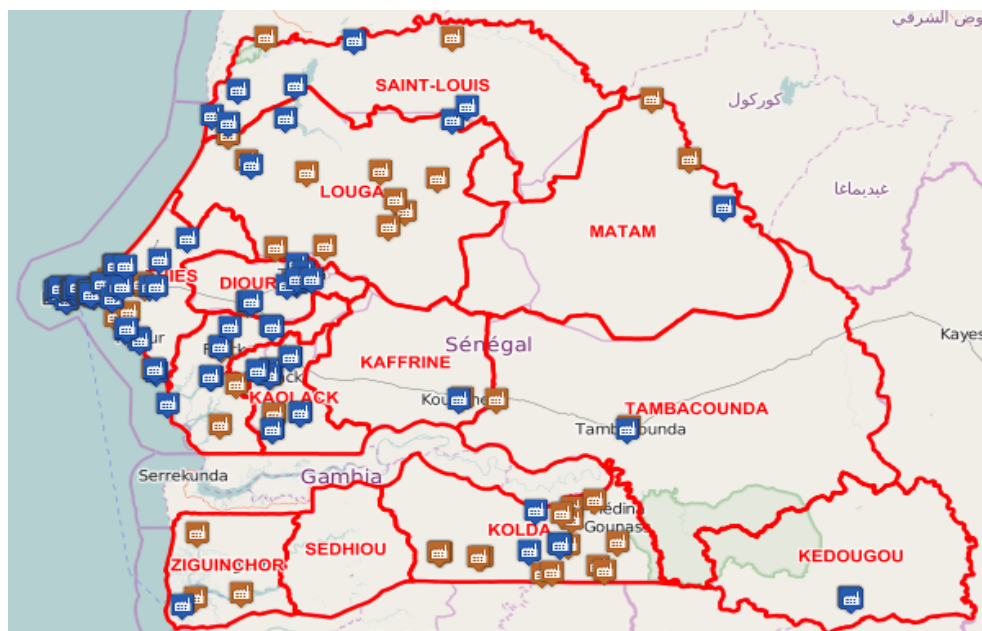 وض الشرقي
SAINT-LOUIS
كوركول
غيديماغا
LOUGA
MATAM
DIOUR
Sénégal
Kayes
KAFFRINE
KAOLACK
TAMBACOUNDA
Serrekunda
Gambia
KOLDA
Gounass
ZIGUINCHOR
SEDHIOU
KEDOUGOU